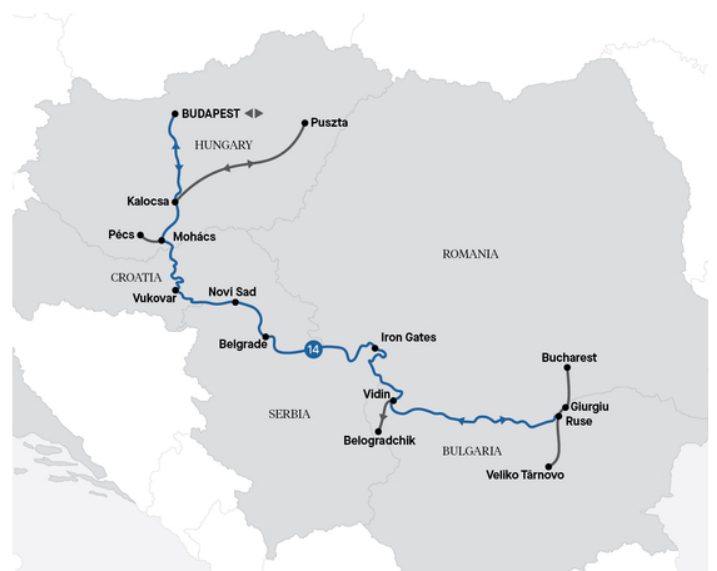 BUDAPEST
Puszta
HUNGARY
Kalocsa
Pécs
Mohács
ROMANIA
CROATIA
Novi Sad
Vukovar
Iron Gates
Belgrade
14
Bucharest
Vidin
Giurgiu
SERBIA
Ruse
Belogradchik
BULGARIA
Veliko Tărnovo